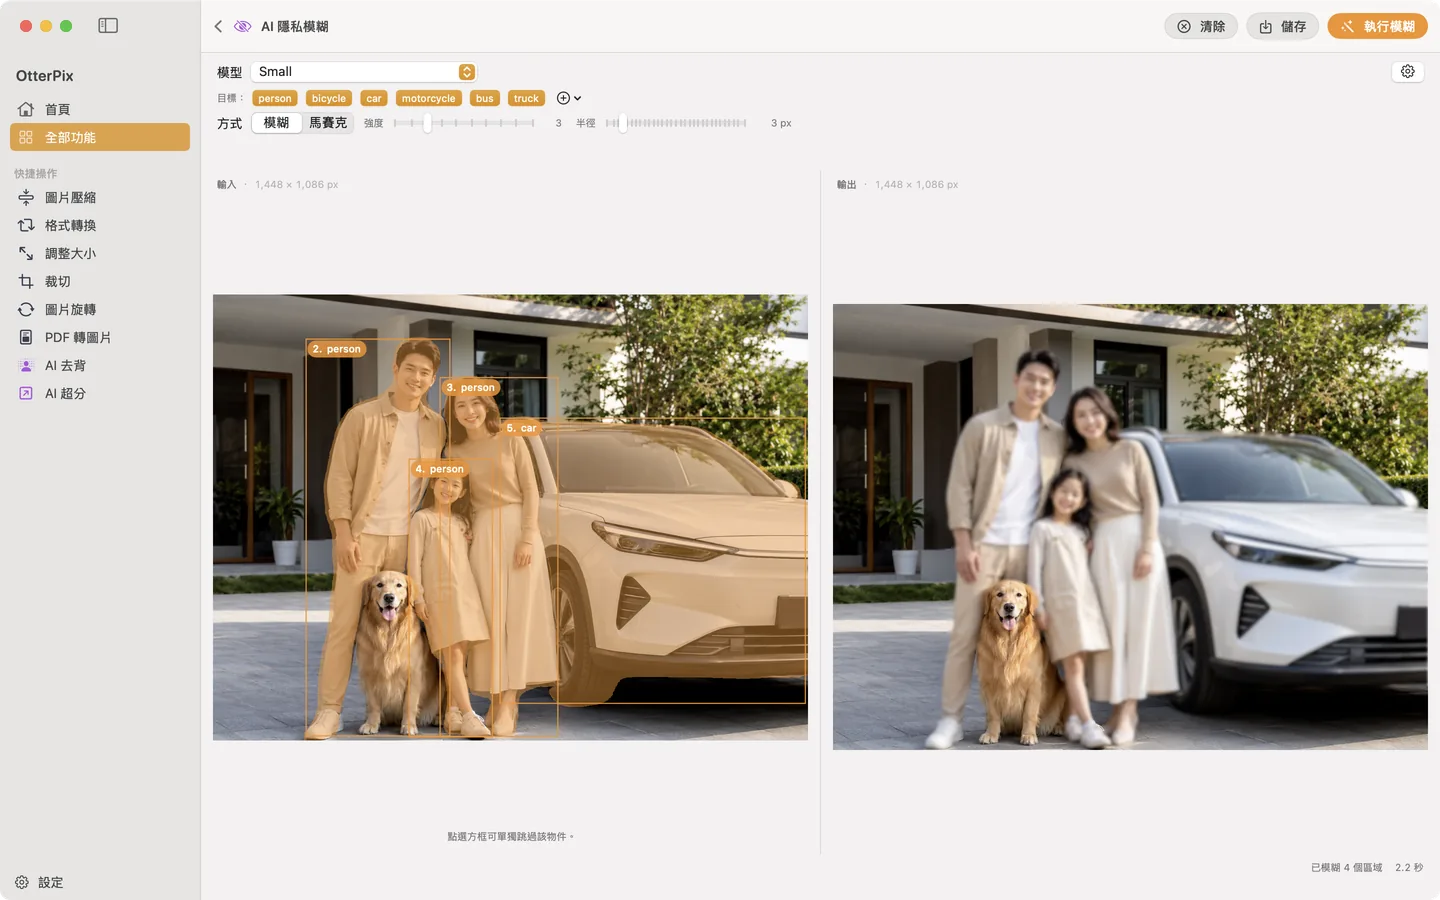 AI 隱私模糊
清除
儲存
執行模糊
OtterPix
首頁
全部功能
快捷操作
圖片壓縮
格式轉換
調整大小
裁切
圖片旋轉
PDF 轉圖片
AI 去背
AI 超分
設定
模型 Small
目標： person bicycle car motorcycle bus truck
方式 模糊 馬賽克 強度 3 半徑 3 px
輸入 · 1,448 × 1,086 px
2. person
3. person
5. car
4. person
點選方框可單獨跳過該物件。
輸出 · 1,448 × 1,086 px
已模糊 4 個區域 2.2 秒